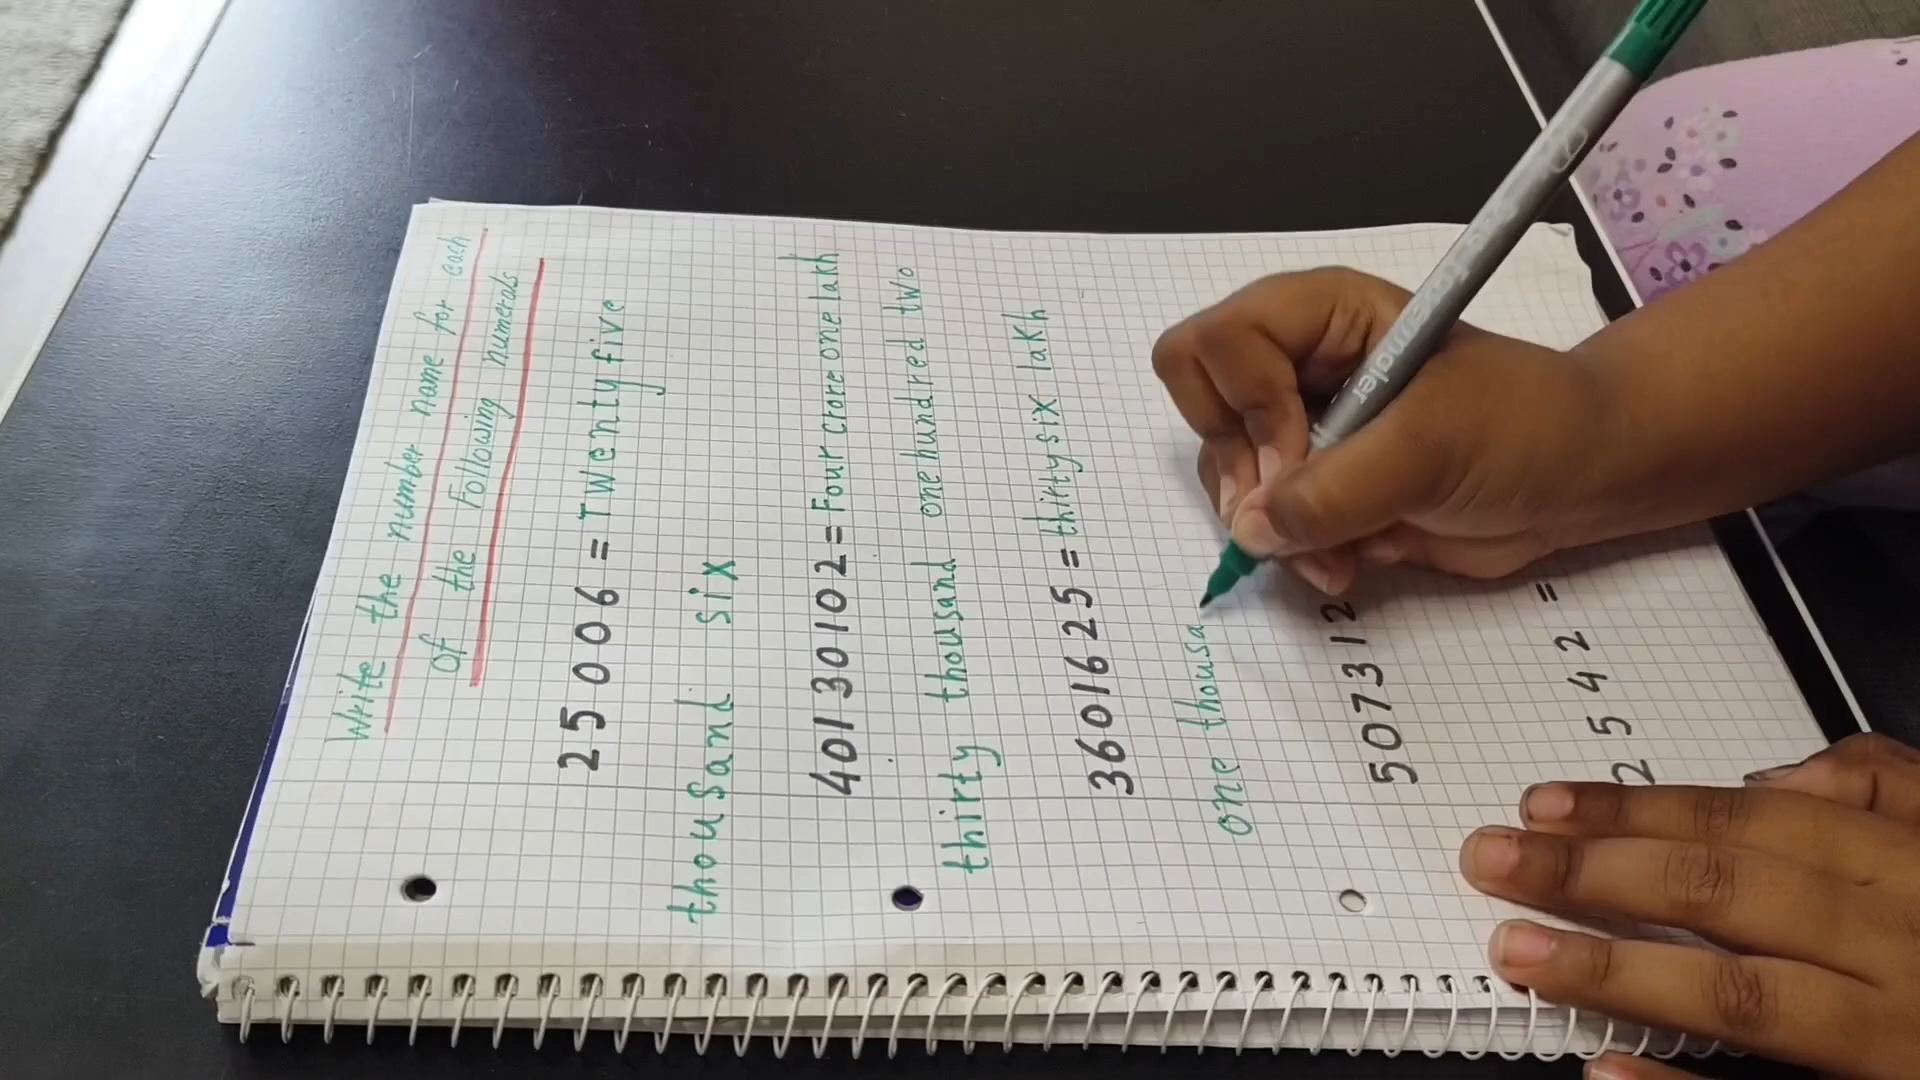 Write the number name for each
of the Following numerals
25006 = Twenty five
thousand six
40130102 = Four crore one lakh
thirty thousand one hundred two
3601625 = thirty six lakh
one thousa
507312
2542 =